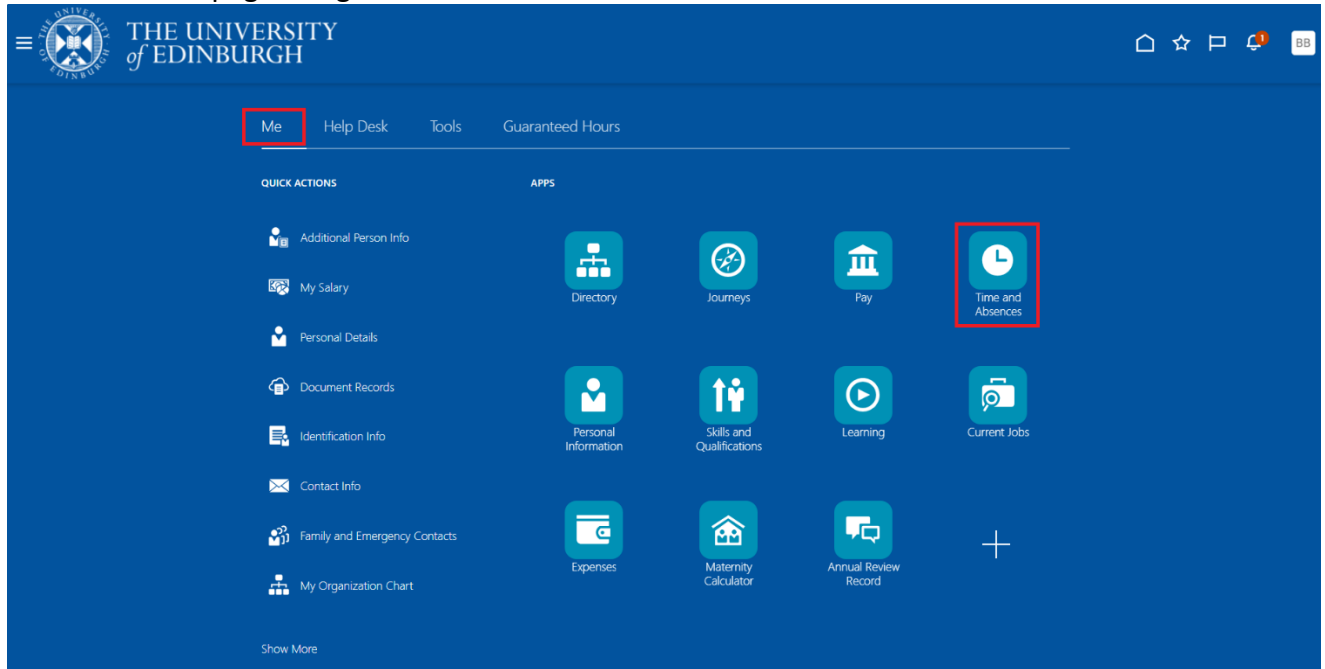 THE UNIVERSITY
of EDINBURGH
1
BB
Me Help Desk Tools Guaranteed Hours
QUICK ACTIONS
Additional Person Info
My Salary
Personal Details
Document Records
Identification Info
Contact Info
Family and Emergency Contacts
My Organization Chart
Show More
APPS
Directory
Journeys
Pay
Time and
Absences
Personal
Information
Skills and
Qualifications
Learning
Current Jobs
Expenses
Maternity
Calculator
Annual Review
Record